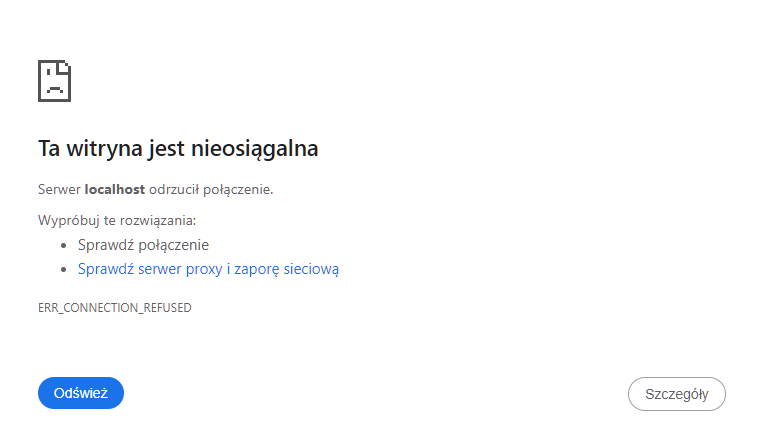 Ta witryna jest nieosiągalna
Serwer localhost odrzucił połączenie.
Wypróbuj te rozwiązania:
• Sprawdź połączenie
• Sprawdź serwer proxy i zaporę sieciową
ERR_CONNECTION_REFUSED
Odśwież
Szczegóły